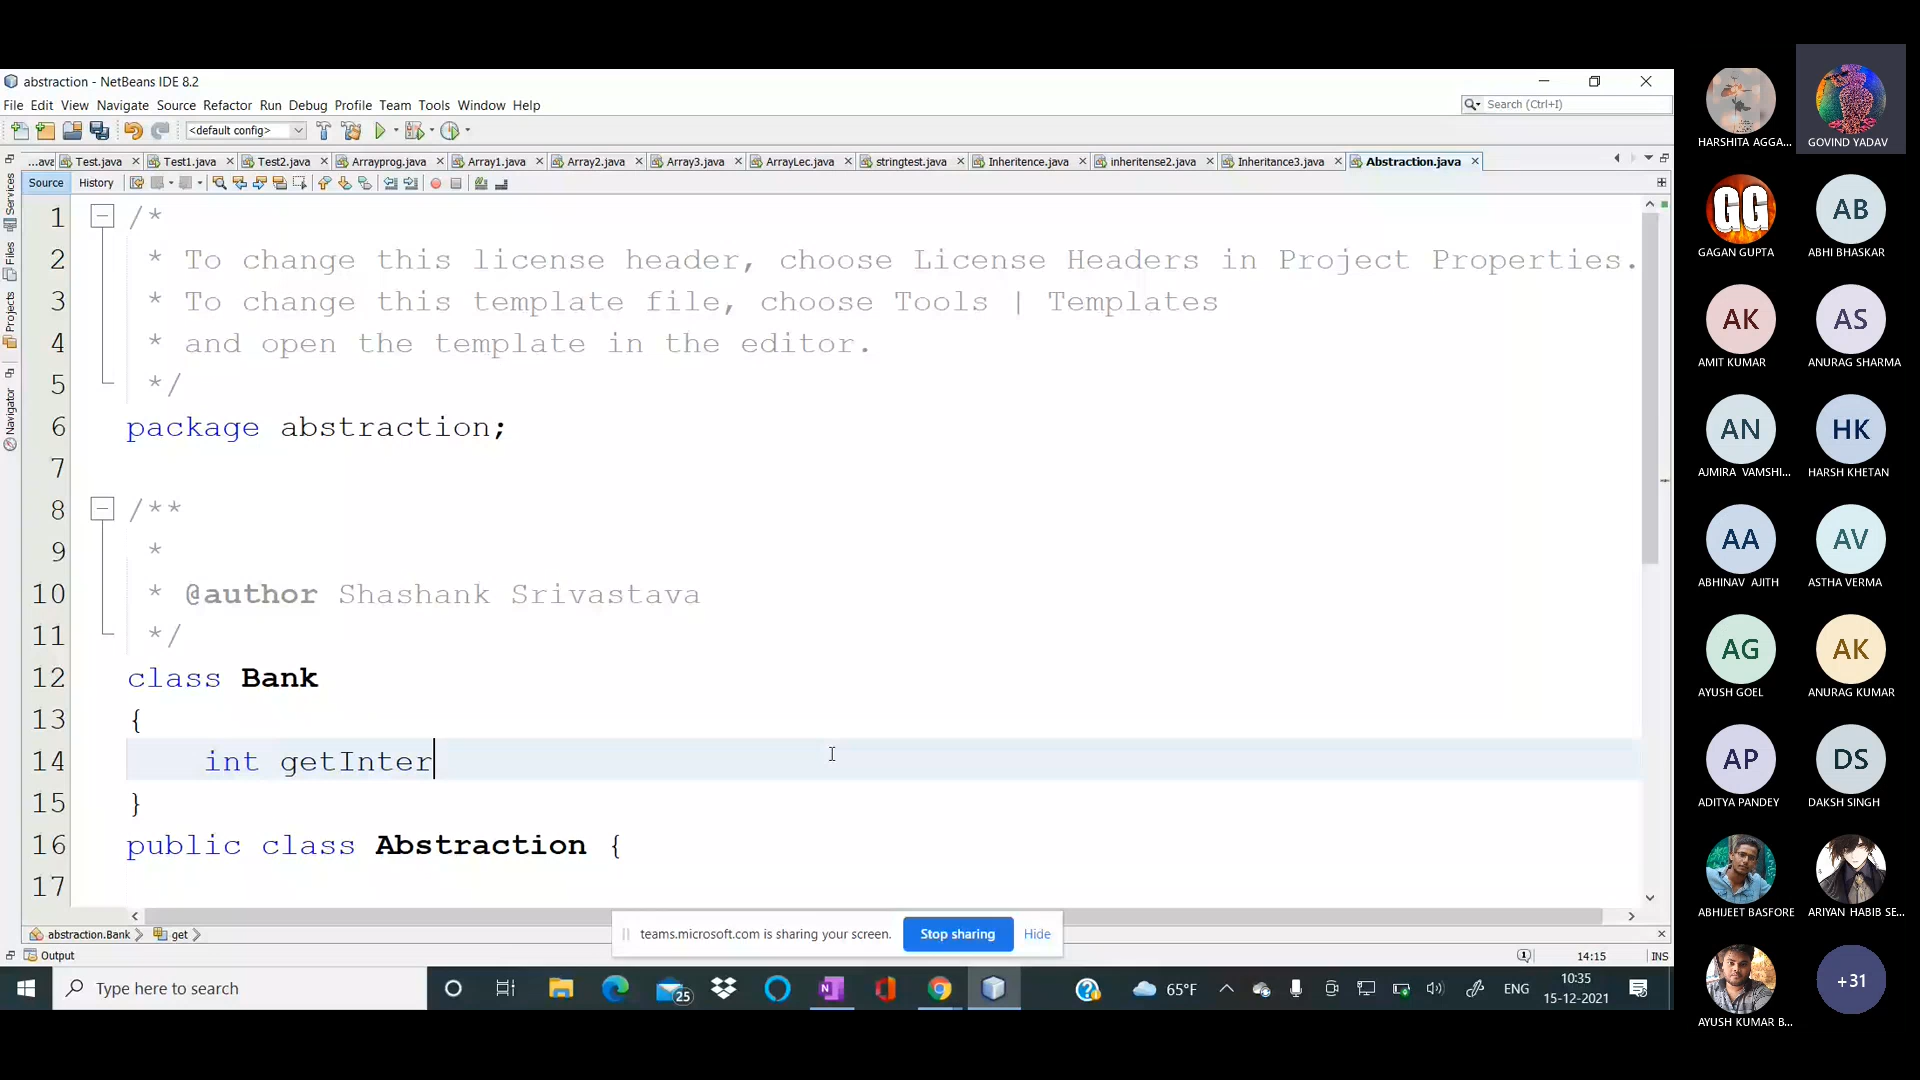 abstraction - NetBeans IDE 8.2
File Edit View Navigate Source Refactor Run Debug Profile Team Tools Window Help
Search (Ctrl+I)
<default config>
...ava Test.java Test1.java Test2.java Arrayprog.java Array1.java Array2.java Array3.java ArrayLec.java stringtest.java Inheritence.java inheritense2.java Inheritance3.java Abstraction.java
Source History
Services
Files
Projects
Navigator
1 /*
2 * To change this license header, choose License Headers in Project Properties.
3 * To change this template file, choose Tools | Templates
4 * and open the template in the editor.
5 */
6 package abstraction;
7
8 /**
9 *
10 * @author Shashank Srivastava
11 */
12 class Bank
13 {
14 int getInter
15 }
16 public class Abstraction {
17
teams.microsoft.com is sharing your screen. Stop sharing Hide
abstraction.Bank get
Output
1 14:15 INS
Type here to search
25
65°F
ENG
10:35
15-12-2021
HARSHITA AGGA... GOVIND YADAV
GG AB
GAGAN GUPTA ABHI BHASKAR
AK AS
AMIT KUMAR ANURAG SHARMA
AN HK
AJMIRA VAMSHI... HARSH KHETAN
AA AV
ABHINAV AJITH ASTHA VERMA
AG AK
AYUSH GOEL ANURAG KUMAR
AP DS
ADITYA PANDEY DAKSH SINGH
ABHIJEET BASFORE ARIYAN HABIB SE...
+31
AYUSH KUMAR B...